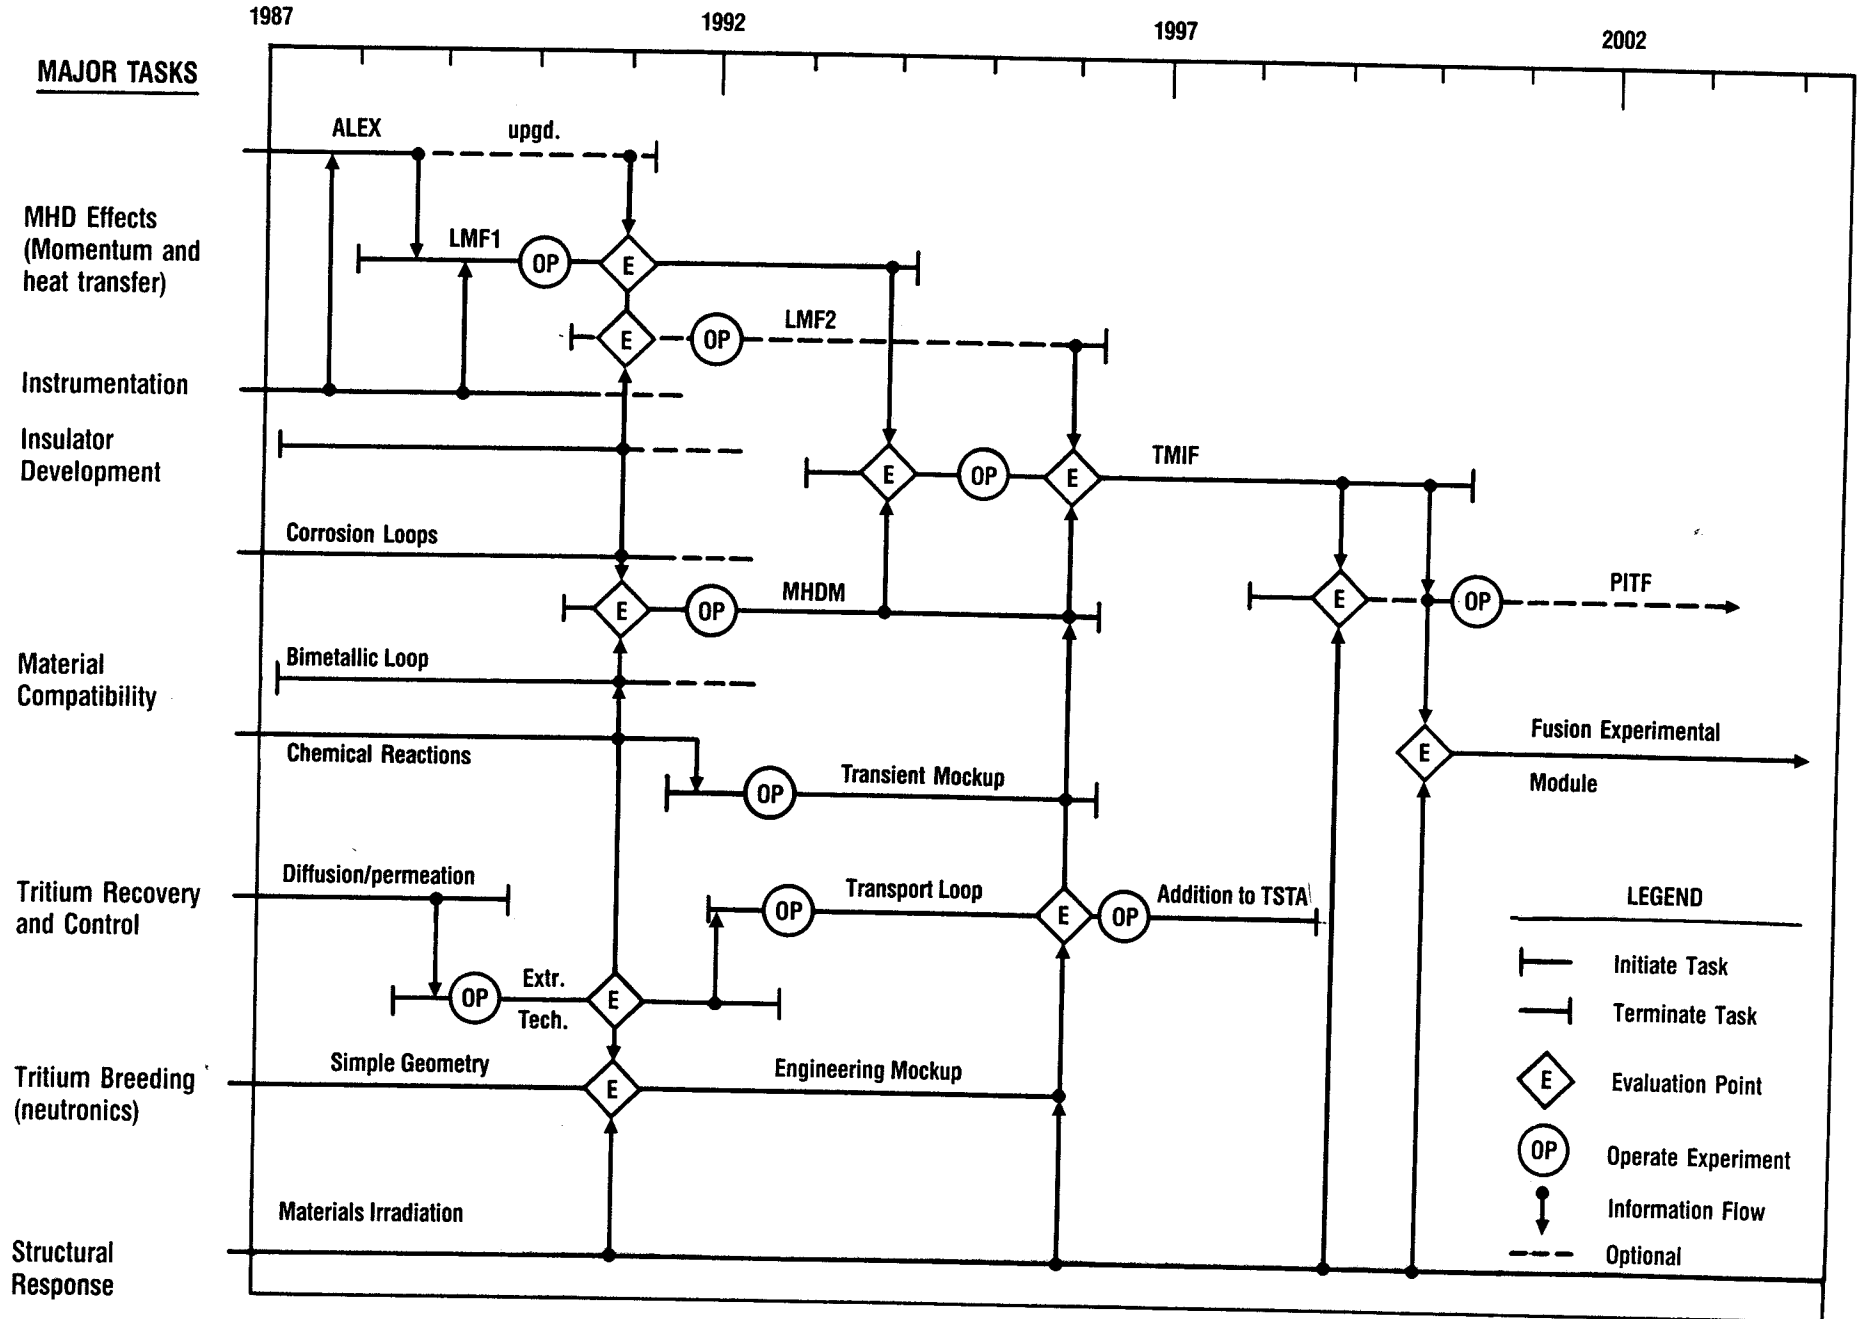 1987
1992
1997
2002
MAJOR TASKS
ALEX
upgd.
MHD Effects
(Momentum and
heat transfer)
LMF1
OP
E
E
OP
LMF2
Instrumentation
Insulator
Development
E
OP
E
TMIF
Corrosion Loops
E
OP
MHDM
E
OP
PITF
Material
Compatibility
Bimetallic Loop
Chemical Reactions
OP
Transient Mockup
E
Fusion Experimental
Module
Tritium Recovery
and Control
Diffusion/permeation
OP
Transport Loop
E
OP
Addition to TSTA
OP
Extr.
Tech.
E
Tritium Breeding
(neutronics)
Simple Geometry
E
Engineering Mockup
Structural
Response
Materials Irradiation
LEGEND
Initiate Task
Terminate Task
E
Evaluation Point
OP
Operate Experiment
Information Flow
Optional